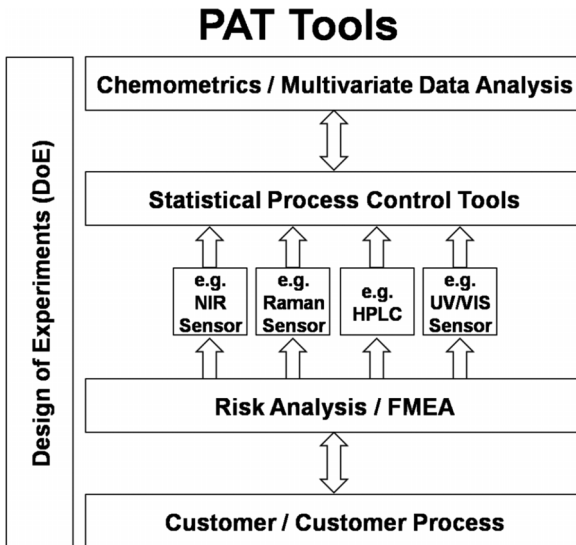 PAT Tools
Design of Experiments (DoE)
Chemometrics / Multivariate Data Analysis
Statistical Process Control Tools
e.g.
NIR
Sensor
e.g.
Raman
Sensor
e.g.
HPLC
e.g.
UV/VIS
Sensor
Risk Analysis / FMEA
Customer / Customer Process